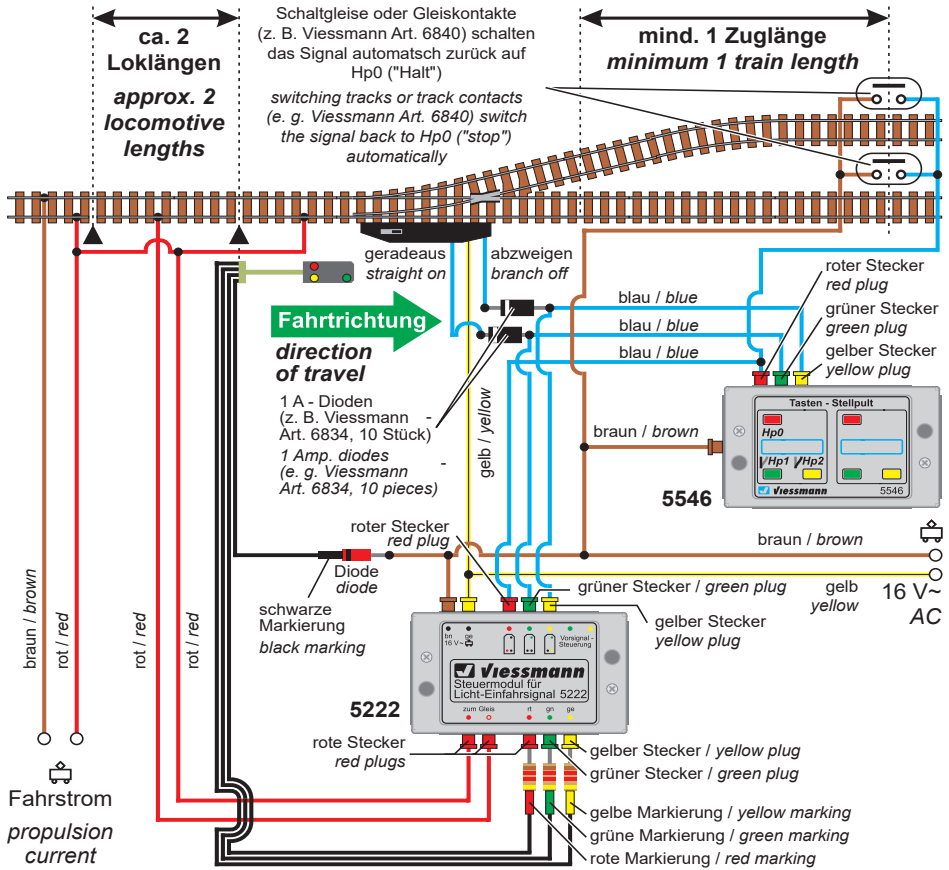 ca. 2
Loklängen
approx. 2
locomotive
lengths
Schaltgleise oder Gleiskontakte
(z. B. Viessmann Art. 6840) schalten
das Signal automatsch zurück auf
Hp0 ("Halt")
switching tracks or track contacts
(e. g. Viessmann Art. 6840) switch
the signal back to Hp0 ("stop")
automatically
mind. 1 Zuglänge
minimum 1 train length
geradeaus
straight on
abzweigen
branch off
Fahrtrichtung
direction
of travel
1 A - Dioden
(z. B. Viessmann -
Art. 6834, 10 Stück)
1 Amp. diodes
(e. g. Viessmann -
Art. 6834, 10 pieces)
blau / blue
blau / blue
blau / blue
roter Stecker
red plug
grüner Stecker
green plug
gelber Stecker
yellow plug
gelb / yellow
braun / brown
Tasten - Stellpult
Hp0
Hp1 Hp2
viessmann 5546
5546
roter Stecker
red plug
Diode
diode
schwarze
Markierung
black marking
braun / brown
gelb
yellow
16 V~
AC
grüner Stecker / green plug
gelber Stecker
yellow plug
bn ge
16 V~
Vorsignal -
Steuerung
viessmann
Steuermodul für
Licht-Einfahrsignal 5222
zum Gleis rt gn ge
5222
rote Stecker
red plugs
gelber Stecker / yellow plug
grüner Stecker / green plug
gelbe Markierung / yellow marking
grüne Markierung / green marking
rote Markierung / red marking
braun / brown
rot / red
rot / red
rot / red
Fahrstrom
propulsion
current